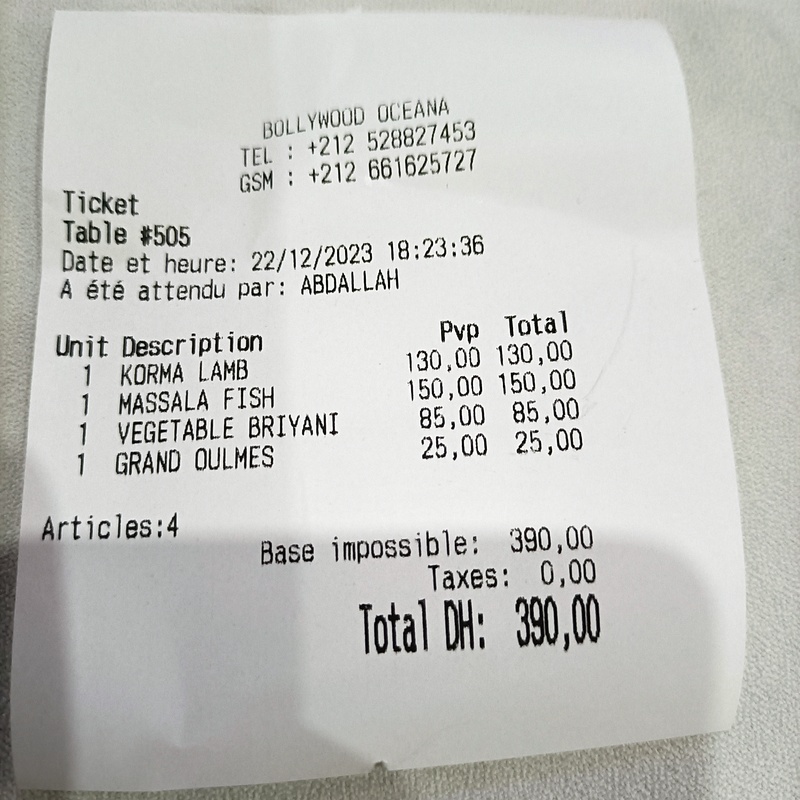 BOLLYWOOD OCEANA
TEL : +212 528827453
GSM : +212 661625727
Ticket
Table #505
Date et heure: 22/12/2023 18:23:36
A été attendu par: ABDALLAH
Unit Description Pvp Total
1 KORMA LAMB 130,00 130,00
1 MASSALA FISH 150,00 150,00
1 VEGETABLE BRIYANI 85,00 85,00
1 GRAND OULMES 25,00 25,00
Articles:4
Base impossible: 390,00
Taxes: 0,00
Total DH: 390,00